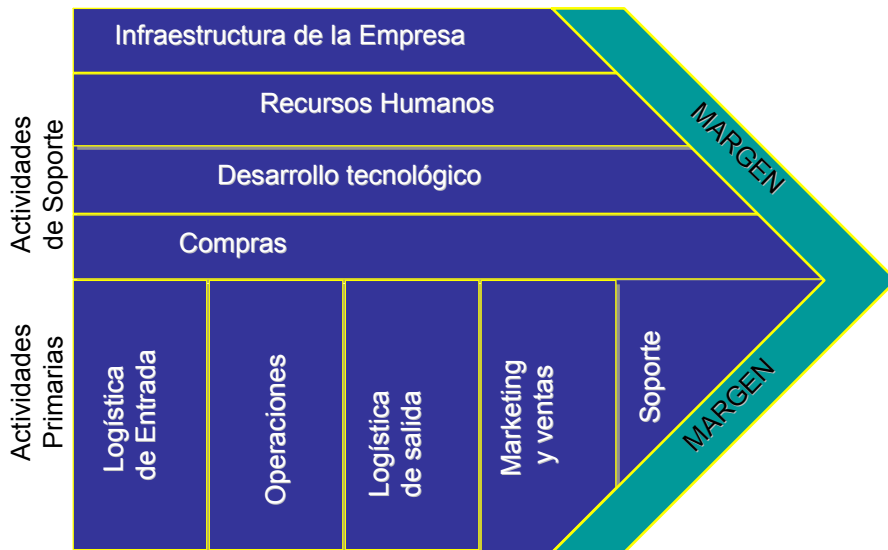 Infraestructura de la Empresa
Recursos Humanos
Desarrollo tecnológico
Compras
Actividades
de Soporte
MARGEN
Actividades
Primarias
Logística
de Entrada
Operaciones
Logística
de salida
Marketing
y ventas
Soporte
MARGEN